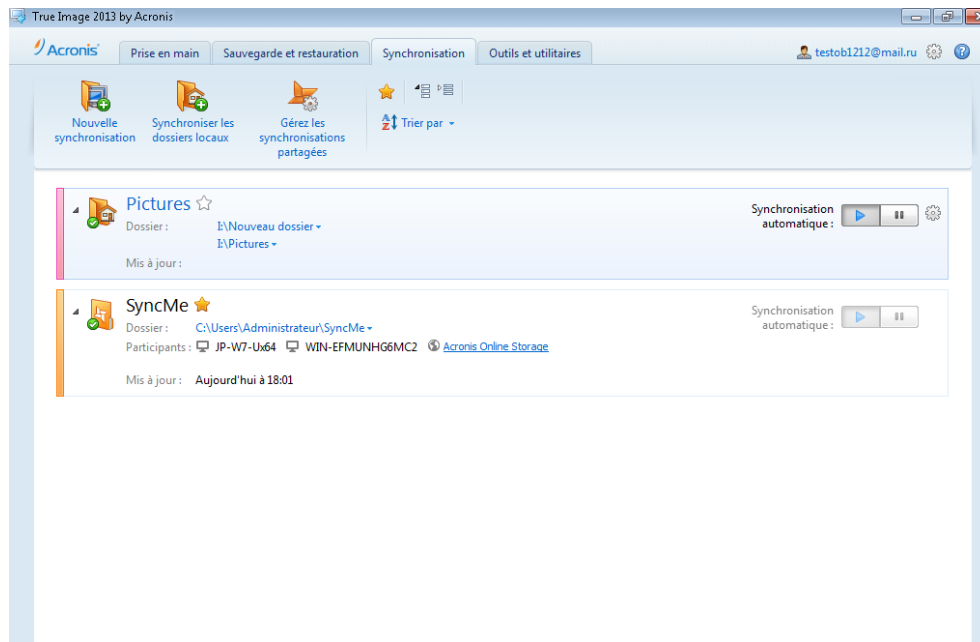 True Image 2013 by Acronis
Acronis
Prise en main
Sauvegarde et restauration
Synchronisation
Outils et utilitaires
testob1212@mail.ru
Nouvelle synchronisation
Synchroniser les dossiers locaux
Gérez les synchronisations partagées
Trier par
Pictures
Dossier :
I:\Nouveau dossier
I:\Pictures
Mis à jour :
Synchronisation automatique :
SyncMe
Dossier : C:\Users\Administrateur\SyncMe
Participants : JP-W7-Ux64 WIN-EFMUNHG6MC2 Acronis Online Storage
Mis à jour : Aujourd'hui à 18:01
Synchronisation automatique :